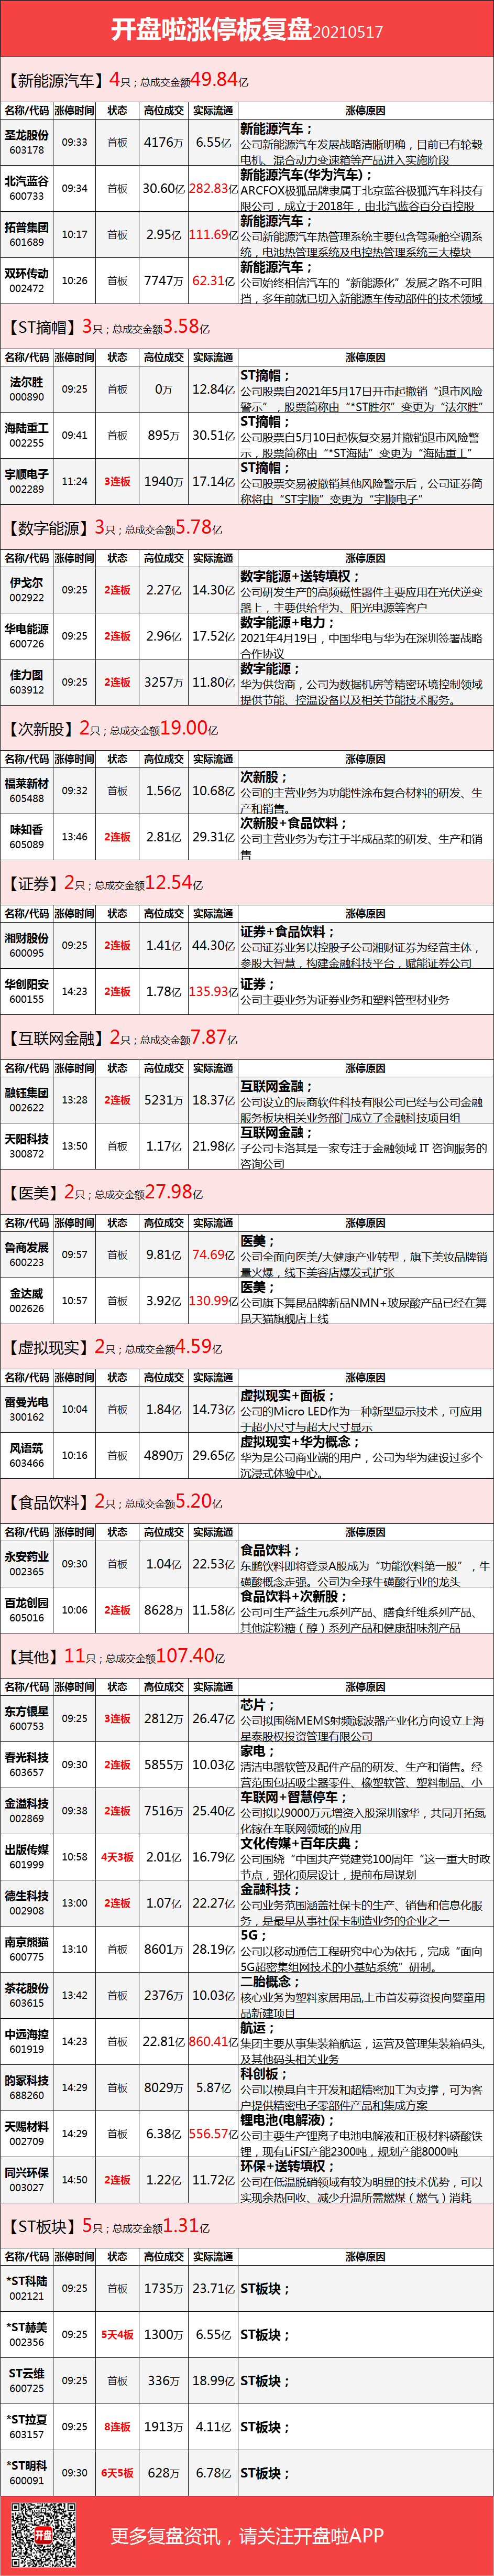 开盘啦涨停板复盘20210517
【新能源汽车】4只；总成交金额49.84亿
名称/代码 涨停时间 状态 高位成交 实际流通 涨停原因
圣龙股份 603178 09:33 首板 4176万 6.55亿 新能源汽车；
公司新能源汽车发展战略清晰明确，目前已有轮毂
电机、混合动力变速箱等产品进入实施阶段
北汽蓝谷 600733 09:34 首板 30.60亿 282.83亿 新能源汽车(华为汽车)；
ARCFOX极狐品牌隶属于北京蓝谷极狐汽车科技有
限公司，成立于2018年，由北汽蓝谷百分百控股
拓普集团 601689 10:17 首板 2.95亿 111.69亿 新能源汽车；
公司新能源汽车热管理系统主要包含驾乘舱空调系
统，电池热管理系统及电控热管理系统三大模块
双环传动 002472 10:26 首板 7747万 62.31亿 新能源汽车；
公司始终相信汽车的“新能源化”发展之路不可阻
挡，多年前就已切入新能源车传动部件的技术领域
【ST摘帽】3只；总成交金额3.58亿
名称/代码 涨停时间 状态 高位成交 实际流通 涨停原因
法尔胜 000890 09:25 首板 0万 12.84亿 ST摘帽；
公司股票自2021年5月17日开市起撤销“退市风险
警示”，股票简称由“*ST胜尔”变更为“法尔胜”
海陆重工 002255 09:41 首板 895万 30.51亿 ST摘帽；
公司股票自5月10日起恢复交易并撤销退市风险警
示，股票简称由“*ST海陆”变更为“海陆重工”
宇顺电子 002289 11:24 3连板 1940万 17.14亿 ST摘帽；
公司股票交易被撤销其他风险警示后，公司证券简
称将由“ST宇顺”变更为“宇顺电子”
【数字能源】3只；总成交金额5.78亿
名称/代码 涨停时间 状态 高位成交 实际流通 涨停原因
伊戈尔 002922 09:25 2连板 2.27亿 14.30亿 数字能源+送转填权；
公司研发生产的高频磁性器件主要应用在光伏逆变
器上，主要供给华为、阳光电源等客户
华电能源 600726 09:25 2连板 2.96亿 17.52亿 数字能源+电力；
2021年4月19日，中国华电与华为在深圳签署战略
合作协议
佳力图 603912 09:25 2连板 3257万 11.80亿 数字能源；
华为供货商，公司为数据机房等精密环境控制领域
提供节能、控温设备以及相关节能技术服务。
【次新股】2只；总成交金额19.00亿
名称/代码 涨停时间 状态 高位成交 实际流通 涨停原因
福莱新材 605488 09:32 首板 1.56亿 10.68亿 次新股；
公司的主营业务为功能性涂布复合材料的研发、生
产和销售。
味知香 605089 13:46 2连板 2.81亿 29.31亿 次新股+食品饮料；
公司主营业务为专注于半成品菜的研发、生产和销
售
【证券】2只；总成交金额12.54亿
名称/代码 涨停时间 状态 高位成交 实际流通 涨停原因
湘财股份 600095 09:25 2连板 1.41亿 44.30亿 证券+食品饮料；
公司证券业务以控股子公司湘财证券为经营主体，
参股大智慧，构建金融科技平台，赋能证券公司
华创阳安 600155 14:23 2连板 1.78亿 135.93亿 证券；
公司主要业务为证券业务和塑料管型材业务
【互联网金融】2只；总成交金额7.87亿
名称/代码 涨停时间 状态 高位成交 实际流通 涨停原因
融钰集团 002622 13:28 2连板 5231万 18.37亿 互联网金融；
公司设立的辰商软件科技有限公司已经与公司金融
服务板块相关业务部门成立了金融科技项目组
天阳科技 300872 13:50 首板 1.17亿 21.98亿 互联网金融；
子公司卡洛其是一家专注于金融领域 IT 咨询服务的
咨询公司
【医美】2只；总成交金额27.98亿
名称/代码 涨停时间 状态 高位成交 实际流通 涨停原因
鲁商发展 600223 09:57 首板 9.81亿 74.69亿 医美；
公司全面向医美/大健康产业转型，旗下美妆品牌销
量火爆，线下美容店爆发式扩张
金达威 002626 10:57 首板 3.92亿 130.99亿 医美；
公司旗下舞昆品牌新品NMN+玻尿酸产品已经在舞
昆天猫旗舰店上线
【虚拟现实】2只；总成交金额4.59亿
名称/代码 涨停时间 状态 高位成交 实际流通 涨停原因
雷曼光电 300162 10:04 首板 1.84亿 14.73亿 虚拟现实+面板；
公司的Micro LED作为一种新型显示技术，可应用
于超小尺寸与超大尺寸显示
风语筑 603466 10:16 首板 4890万 29.65亿 虚拟现实+华为概念；
华为是公司商业端的用户，公司为华为建设过多个
沉浸式体验中心。
【食品饮料】2只；总成交金额5.20亿
名称/代码 涨停时间 状态 高位成交 实际流通 涨停原因
永安药业 002365 09:30 首板 1.04亿 22.53亿 食品饮料；
东鹏饮料即将登录A股成为“功能饮料第一股”，牛
磺酸概念走强。公司为全球牛磺酸行业的龙头
百龙创园 605016 10:06 2连板 8628万 11.58亿 食品饮料+次新股；
公司可生产益生元系列产品、膳食纤维系列产品、
其他淀粉糖（醇）系列产品和健康甜味剂产品
【其他】11只；总成交金额107.40亿
名称/代码 涨停时间 状态 高位成交 实际流通 涨停原因
东方银星 600753 09:25 3连板 2812万 26.47亿 芯片；
公司拟围绕MEMS射频滤波器产业化方向设立上海
星泰股权投资管理有限公司
春光科技 603657 09:30 2连板 5855万 10.03亿 家电；
清洁电器软管及配件产品的研发、生产和销售。经
营范围包括吸尘器零件、橡塑软管、塑料制品、小
金溢科技 002869 09:38 2连板 7516万 25.40亿 车联网+智慧停车；
公司拟以9000万元增资入股深圳镓华，共同开拓氮
化镓在车联网领域的应用
出版传媒 601999 10:58 4天3板 2.01亿 16.79亿 文化传媒+百年庆典；
公司围绕“中国共产党建党100周年“这一重大时政
节点，强化顶层设计，提前布局谋划
德生科技 002908 13:00 2连板 1.07亿 22.27亿 金融科技；
公司业务范围涵盖社保卡的生产、销售和信息化服
务，是最早从事社保卡制造业务的企业之一
南京熊猫 600775 13:10 首板 8601万 28.19亿 5G；
公司以移动通信工程研究中心为依托，完成“面向
5G超密集组网技术的小基站系统”研制。
茶花股份 603615 13:42 首板 2376万 10.03亿 二胎概念；
核心业务为塑料家居用品,上市首发募资投向婴童用
品新建项目
中远海控 601919 14:23 首板 22.81亿 860.41亿 航运；
集团主要从事集装箱航运，运营及管理集装箱码头,
及其他码头相关业务
昀冢科技 688260 14:29 首板 8029万 5.87亿 科创板；
公司以模具自主开发和超精密加工为支撑，可为客
户提供精密电子零部件产品和集成方案
天赐材料 002709 14:29 首板 6.38亿 556.57亿 锂电池(电解液)；
公司主要生产锂离子电池电解液和正极材料磷酸铁
锂，现有LiFSI产能2300吨，规划产能8000吨
同兴环保 003027 14:50 2连板 1.22亿 11.72亿 环保+送转填权；
公司在低温脱硝领域有较为明显的技术优势，可以
实现余热回收、减少升温所需燃煤（燃气）消耗
【ST板块】5只；总成交金额1.31亿
名称/代码 涨停时间 状态 高位成交 实际流通 涨停原因
*ST科陆 002121 09:25 首板 1735万 23.71亿 ST板块；
*ST赫美 002356 09:25 5天4板 1300万 6.55亿 ST板块；
ST云维 600725 09:25 首板 336万 18.99亿 ST板块；
*ST拉夏 603157 09:25 8连板 1913万 4.11亿 ST板块；
*ST明科 600091 09:30 6天5板 628万 6.78亿 ST板块；
开盘
更多复盘资讯，请关注开盘啦APP